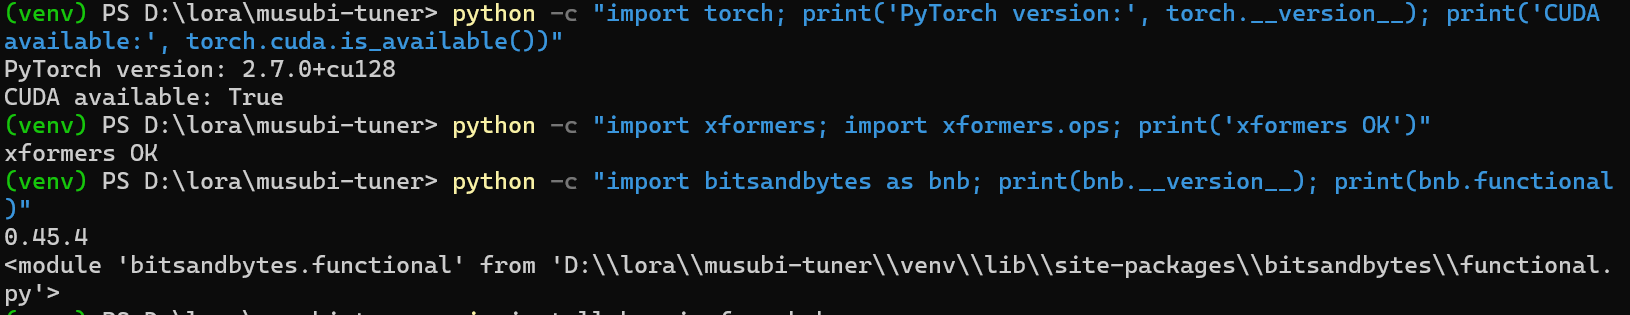 (venv) PS D:\lora\musubi-tuner> python -c "import torch; print('PyTorch version:', torch.__version__); print('CUDA
available:', torch.cuda.is_available())"
PyTorch version: 2.7.0+cu128
CUDA available: True
(venv) PS D:\lora\musubi-tuner> python -c "import xformers; import xformers.ops; print('xformers OK')"
xformers OK
(venv) PS D:\lora\musubi-tuner> python -c "import bitsandbytes as bnb; print(bnb.__version__); print(bnb.functional
)"
0.45.4
<module 'bitsandbytes.functional' from 'D:\\lora\\musubi-tuner\\venv\\lib\\site-packages\\bitsandbytes\\functional.
py'>